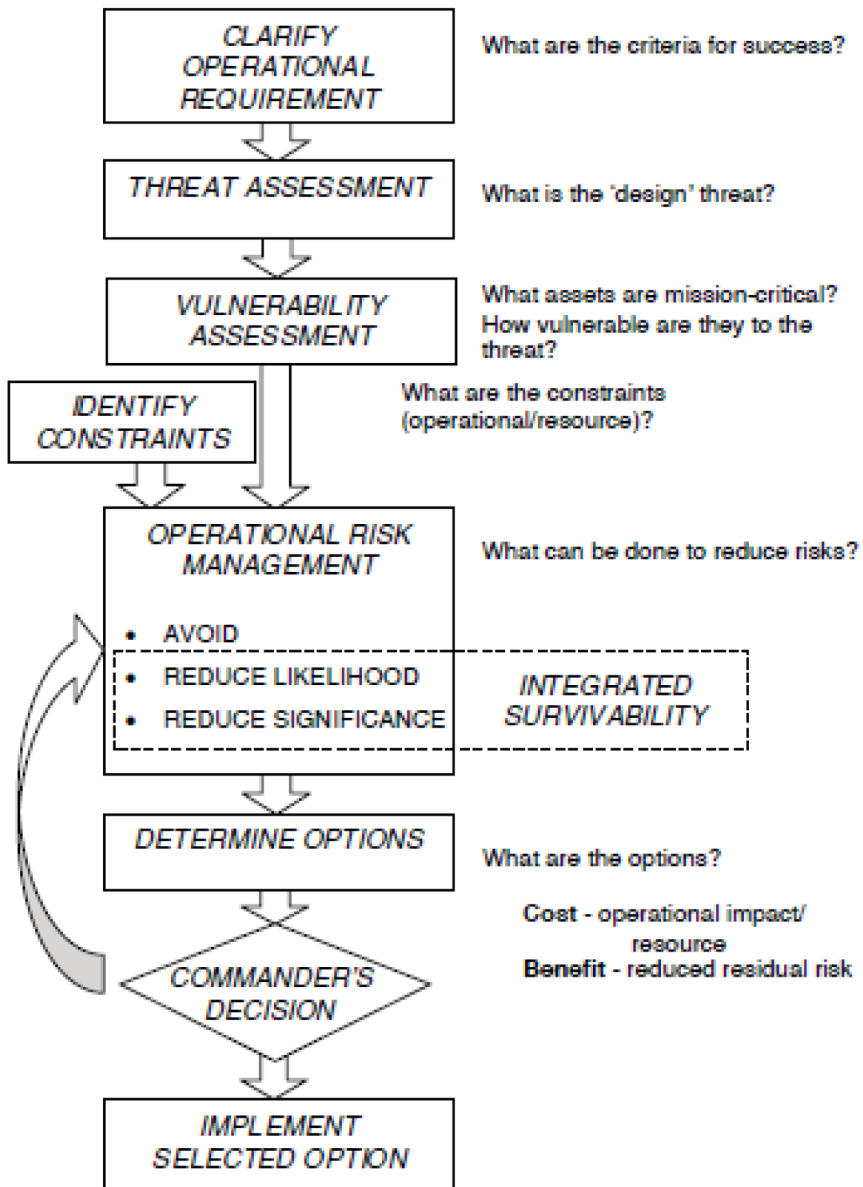 CLARIFY
OPERATIONAL
REQUIREMENT
What are the criteria for success?
THREAT ASSESSMENT
What is the ‘design’ threat?
VULNERABILITY
ASSESSMENT
What assets are mission-critical?
How vulnerable are they to the
threat?
IDENTIFY
CONSTRAINTS
What are the constraints
(operational/resource)?
OPERATIONAL RISK
MANAGEMENT
What can be done to reduce risks?
• AVOID
• REDUCE LIKELIHOOD
• REDUCE SIGNIFICANCE
INTEGRATED
SURVIVABILITY
DETERMINE OPTIONS
What are the options?
Cost - operational impact/
resource
Benefit - reduced residual risk
COMMANDER'S
DECISION
IMPLEMENT
SELECTED OPTION